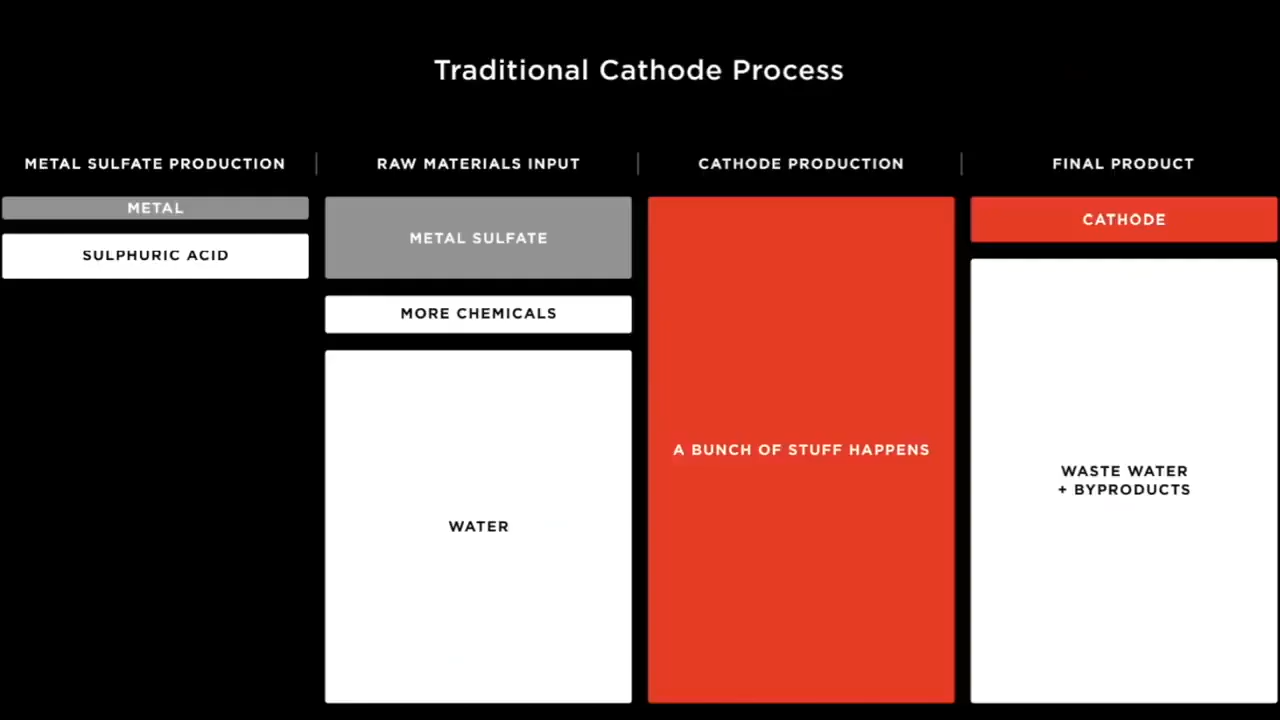 Traditional Cathode Process
METAL SULFATE PRODUCTION
RAW MATERIALS INPUT
CATHODE PRODUCTION
FINAL PRODUCT
METAL
SULPHURIC ACID
METAL SULFATE
MORE CHEMICALS
WATER
A BUNCH OF STUFF HAPPENS
CATHODE
WASTE WATER
+ BYPRODUCTS